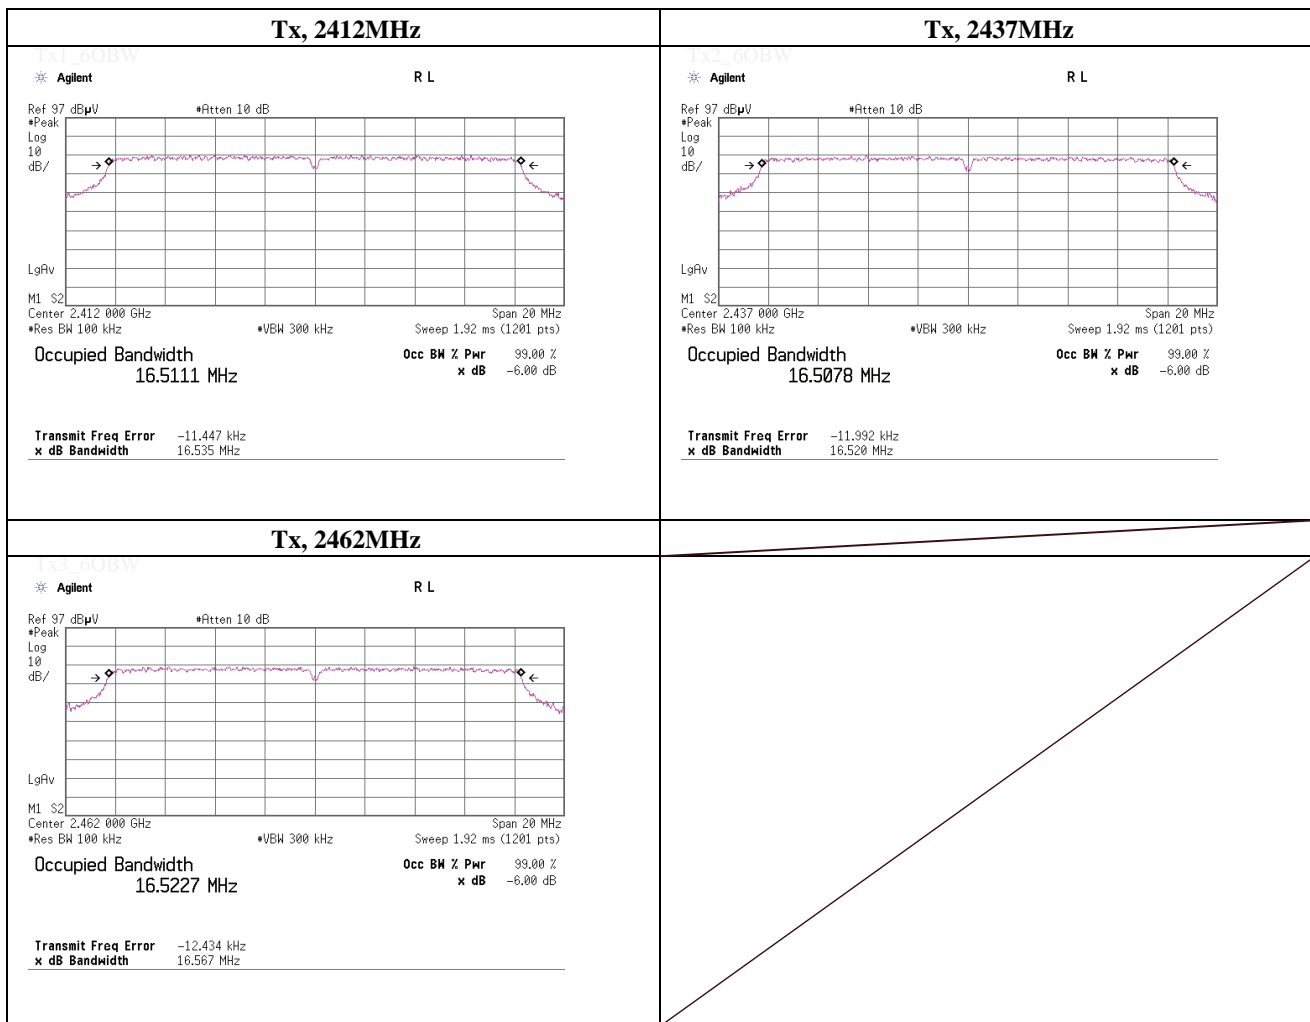 Tx, 2412MHz
Tx1_6OBW
Agilent
R L
Ref 97 dBµV #Atten 10 dB
#Peak
Log
10
dB/
LgAv
M1 S2
Center 2.412 000 GHz Span 20 MHz
#Res BW 100 kHz #VBW 300 kHz Sweep 1.92 ms (1201 pts)
Occupied Bandwidth Occ BW % Pwr 99.00 %
16.5111 MHz x dB -6.00 dB
Transmit Freq Error -11.447 kHz
x dB Bandwidth 16.535 MHz
Tx, 2437MHz
Tx2_6OBW
Agilent
R L
Ref 97 dBµV #Atten 10 dB
#Peak
Log
10
dB/
LgAv
M1 S2
Center 2.437 000 GHz Span 20 MHz
#Res BW 100 kHz #VBW 300 kHz Sweep 1.92 ms (1201 pts)
Occupied Bandwidth Occ BW % Pwr 99.00 %
16.5078 MHz x dB -6.00 dB
Transmit Freq Error -11.992 kHz
x dB Bandwidth 16.520 MHz
Tx, 2462MHz
Tx3_6OBW
Agilent
R L
Ref 97 dBµV #Atten 10 dB
#Peak
Log
10
dB/
LgAv
M1 S2
Center 2.462 000 GHz Span 20 MHz
#Res BW 100 kHz #VBW 300 kHz Sweep 1.92 ms (1201 pts)
Occupied Bandwidth Occ BW % Pwr 99.00 %
16.5227 MHz x dB -6.00 dB
Transmit Freq Error -12.434 kHz
x dB Bandwidth 16.567 MHz